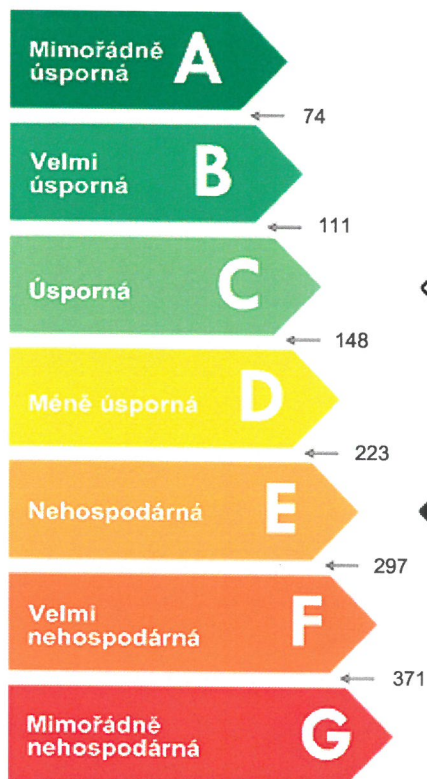 Mimořádně
úsporná
A
74
Velmi
úsporná
B
111
Úsporná
C
148
Méně úsporná
D
223
Nehospodárná
E
297
Velmi
nehospodárná
F
371
Mimořádně
nehospodárná
G